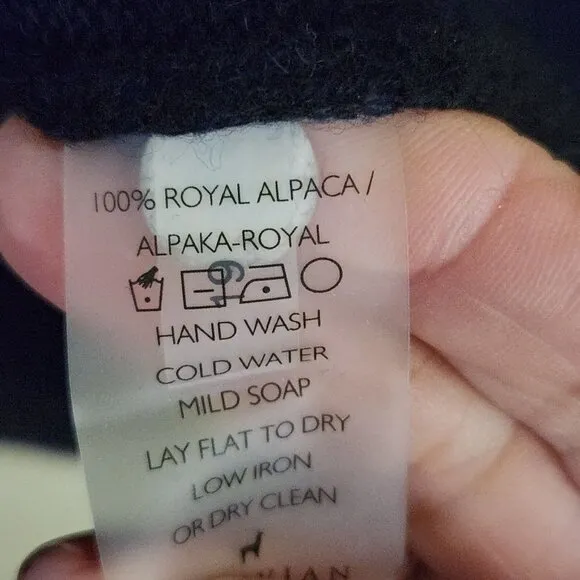 100% ROYAL ALPACA /
ALPAKA-ROYAL
HAND WASH
COLD WATER
MILD SOAP
LAY FLAT TO DRY
LOW IRON
OR DRY CLEAN